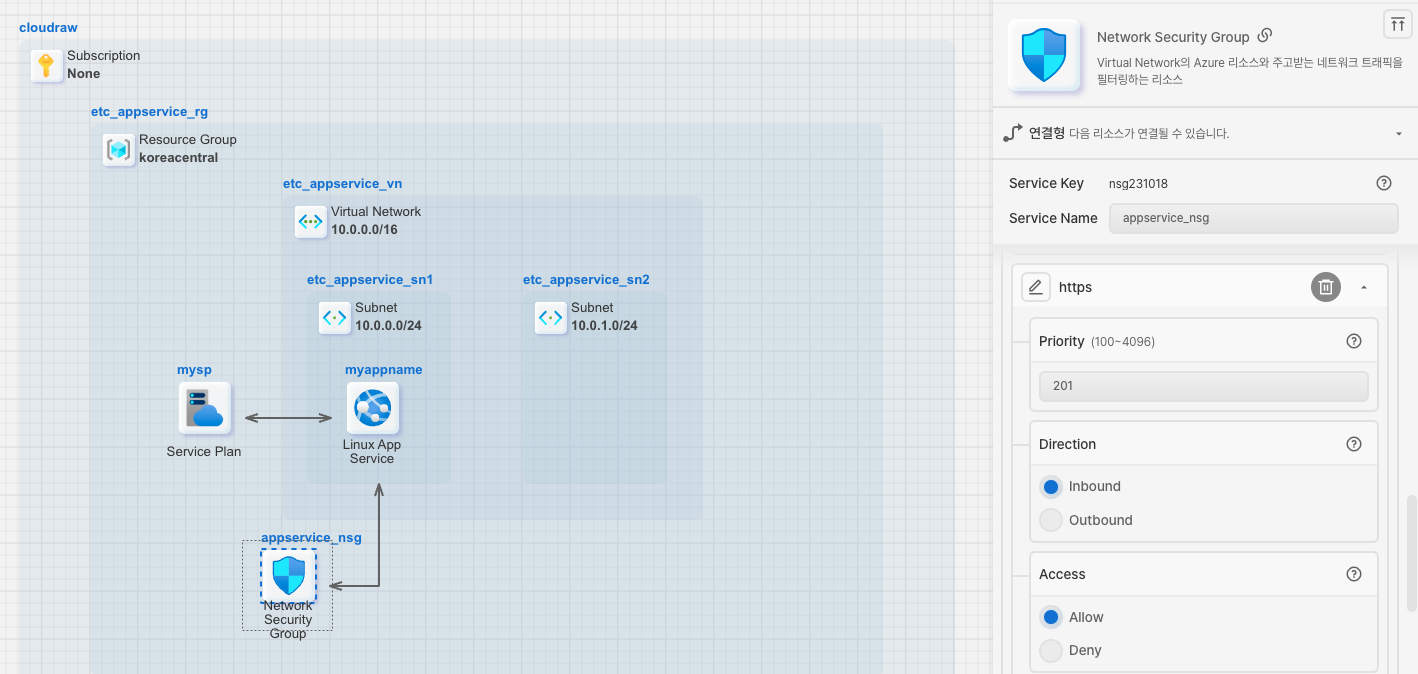 cloudraw
Subscription
None
etc_appservice_rg
Resource Group
koreacentral
etc_appservice_vn
Virtual Network
10.0.0.0/16
etc_appservice_sn1
Subnet
10.0.0.0/24
etc_appservice_sn2
Subnet
10.0.1.0/24
mysp
Service Plan
myappname
Linux App
Service
appservice_nsg
Network
Security
Group
Network Security Group
Virtual Network의 Azure 리소스와 주고받는 네트워크 트래픽을
필터링하는 리소스
연결형 다음 리소스가 연결될 수 있습니다.
Service Key nsg231018
Service Name appservice_nsg
https
Priority (100~4096)
201
Direction
Inbound
Outbound
Access
Allow
Deny